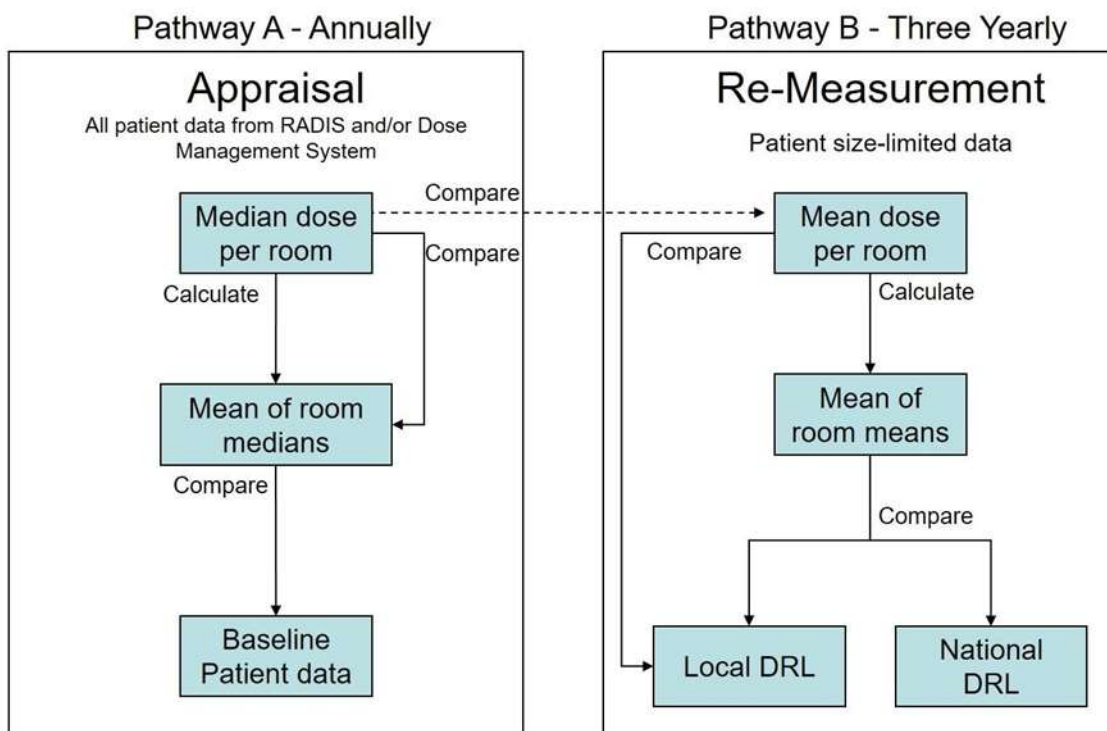 Pathway A - Annually
Appraisal
All patient data from RADIS and/or Dose
Management System
Median dose
per room
Compare
Compare
Calculate
Mean of room
medians
Compare
Baseline
Patient data
Pathway B - Three Yearly
Re-Measurement
Patient size-limited data
Mean dose
per room
Compare
Calculate
Mean of
room means
Compare
Local DRL
National
DRL